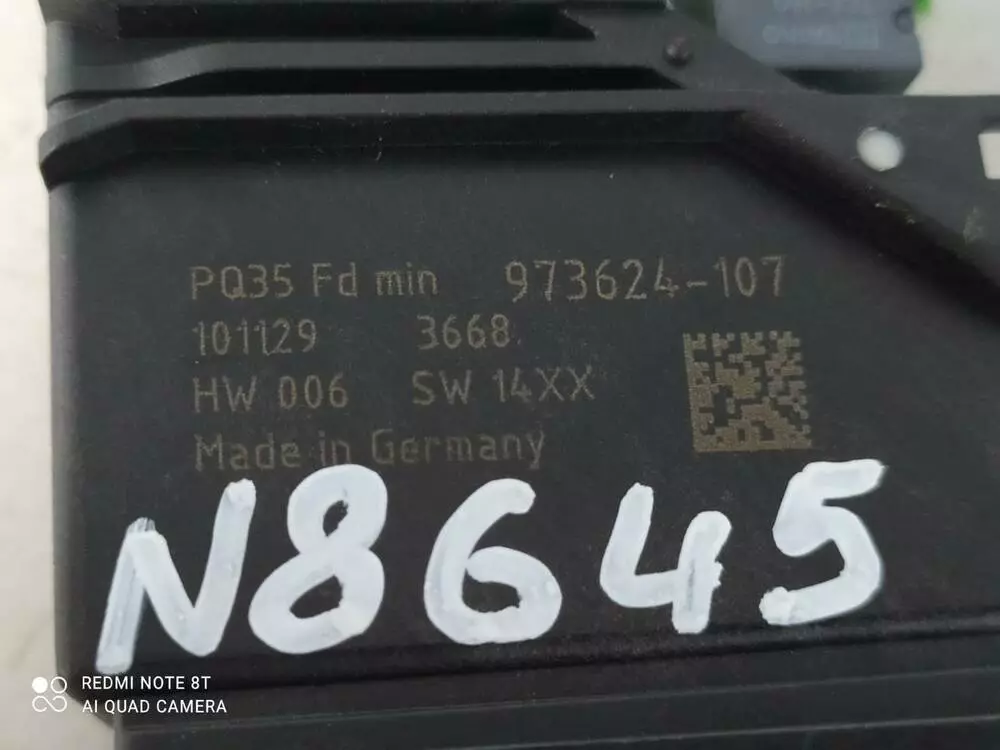 PQ35 Fd min 973624-107
101129 3668
HW 006 SW 14XX
Made in Germany
N8645
REDMI NOTE 8T
AI QUAD CAMERA